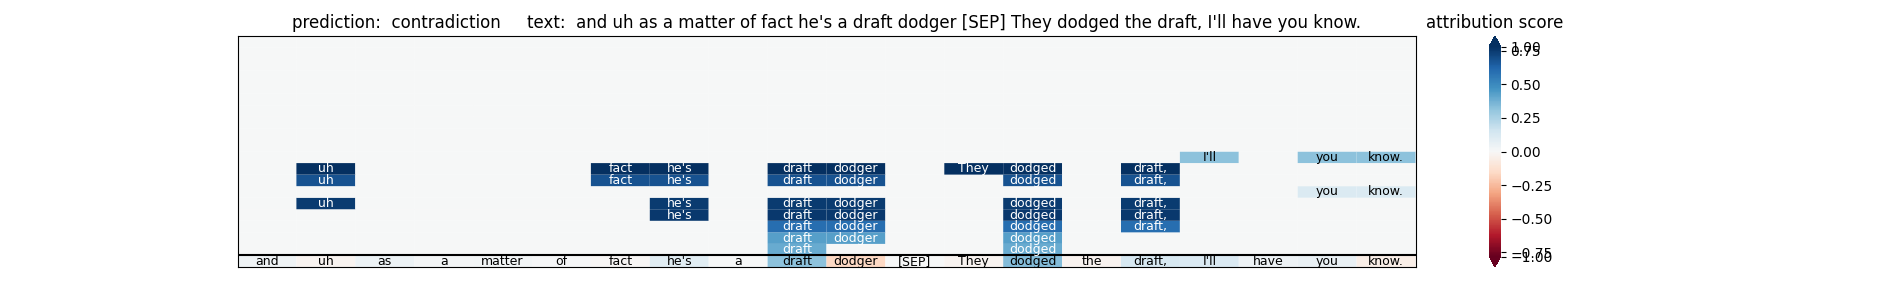 prediction:  contradiction     text:  and uh as a matter of fact he's a draft dodger [SEP] They dodged the draft, I'll have you know.
attribution score
I'll you know.
uh fact he's draft dodger They dodged draft,
uh fact he's draft dodger dodged draft,
you know.
uh he's draft dodger dodged draft,
he's draft dodger dodged draft,
draft dodger dodged draft,
draft dodger dodged
draft dodged
and uh as a matter of fact he's a draft dodger [SEP] They dodged the draft, I'll have you know.
1.00
0.75
0.50
0.25
0.00
−0.25
−0.50
−0.75
−1.00